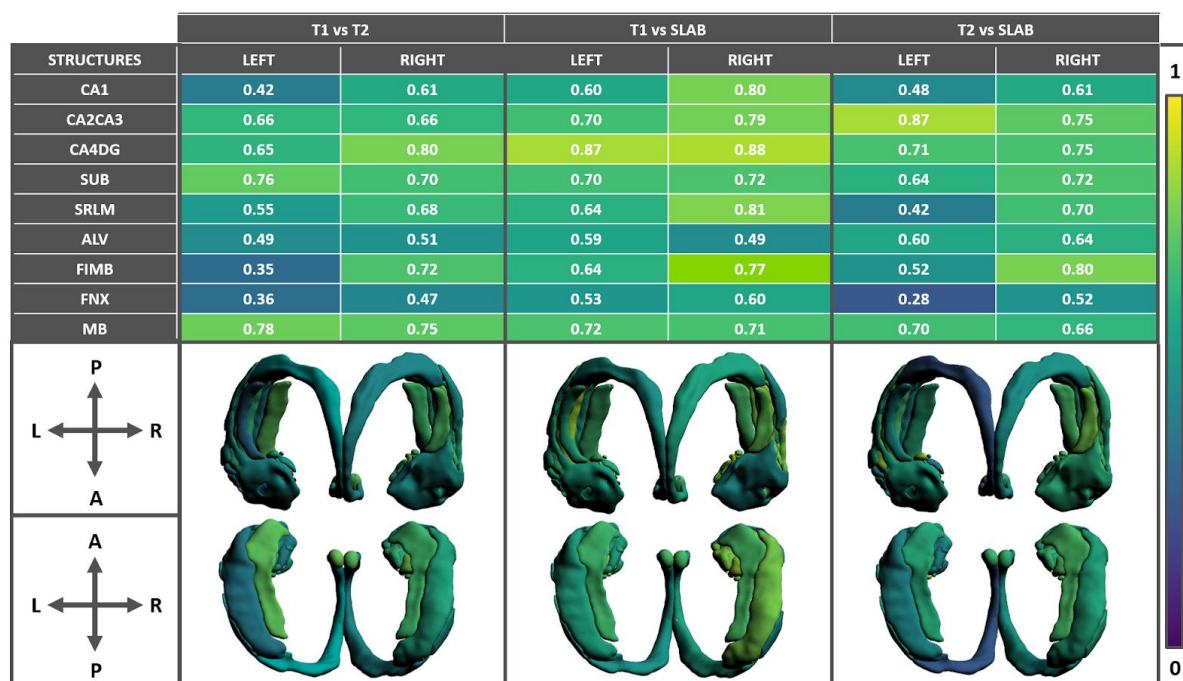 T1 vs T2 T1 vs SLAB T2 vs SLAB
STRUCTURES LEFT RIGHT LEFT RIGHT LEFT RIGHT
CA1 0.42 0.61 0.60 0.80 0.48 0.61
CA2CA3 0.66 0.66 0.70 0.79 0.87 0.75
CA4DG 0.65 0.80 0.87 0.88 0.71 0.75
SUB 0.76 0.70 0.70 0.72 0.64 0.72
SRLM 0.55 0.68 0.64 0.81 0.42 0.70
ALV 0.49 0.51 0.59 0.49 0.60 0.64
FIMB 0.35 0.72 0.64 0.77 0.52 0.80
FNX 0.36 0.47 0.53 0.60 0.28 0.52
MB 0.78 0.75 0.72 0.71 0.70 0.66
P
L R
A
A
L R
P
1
0